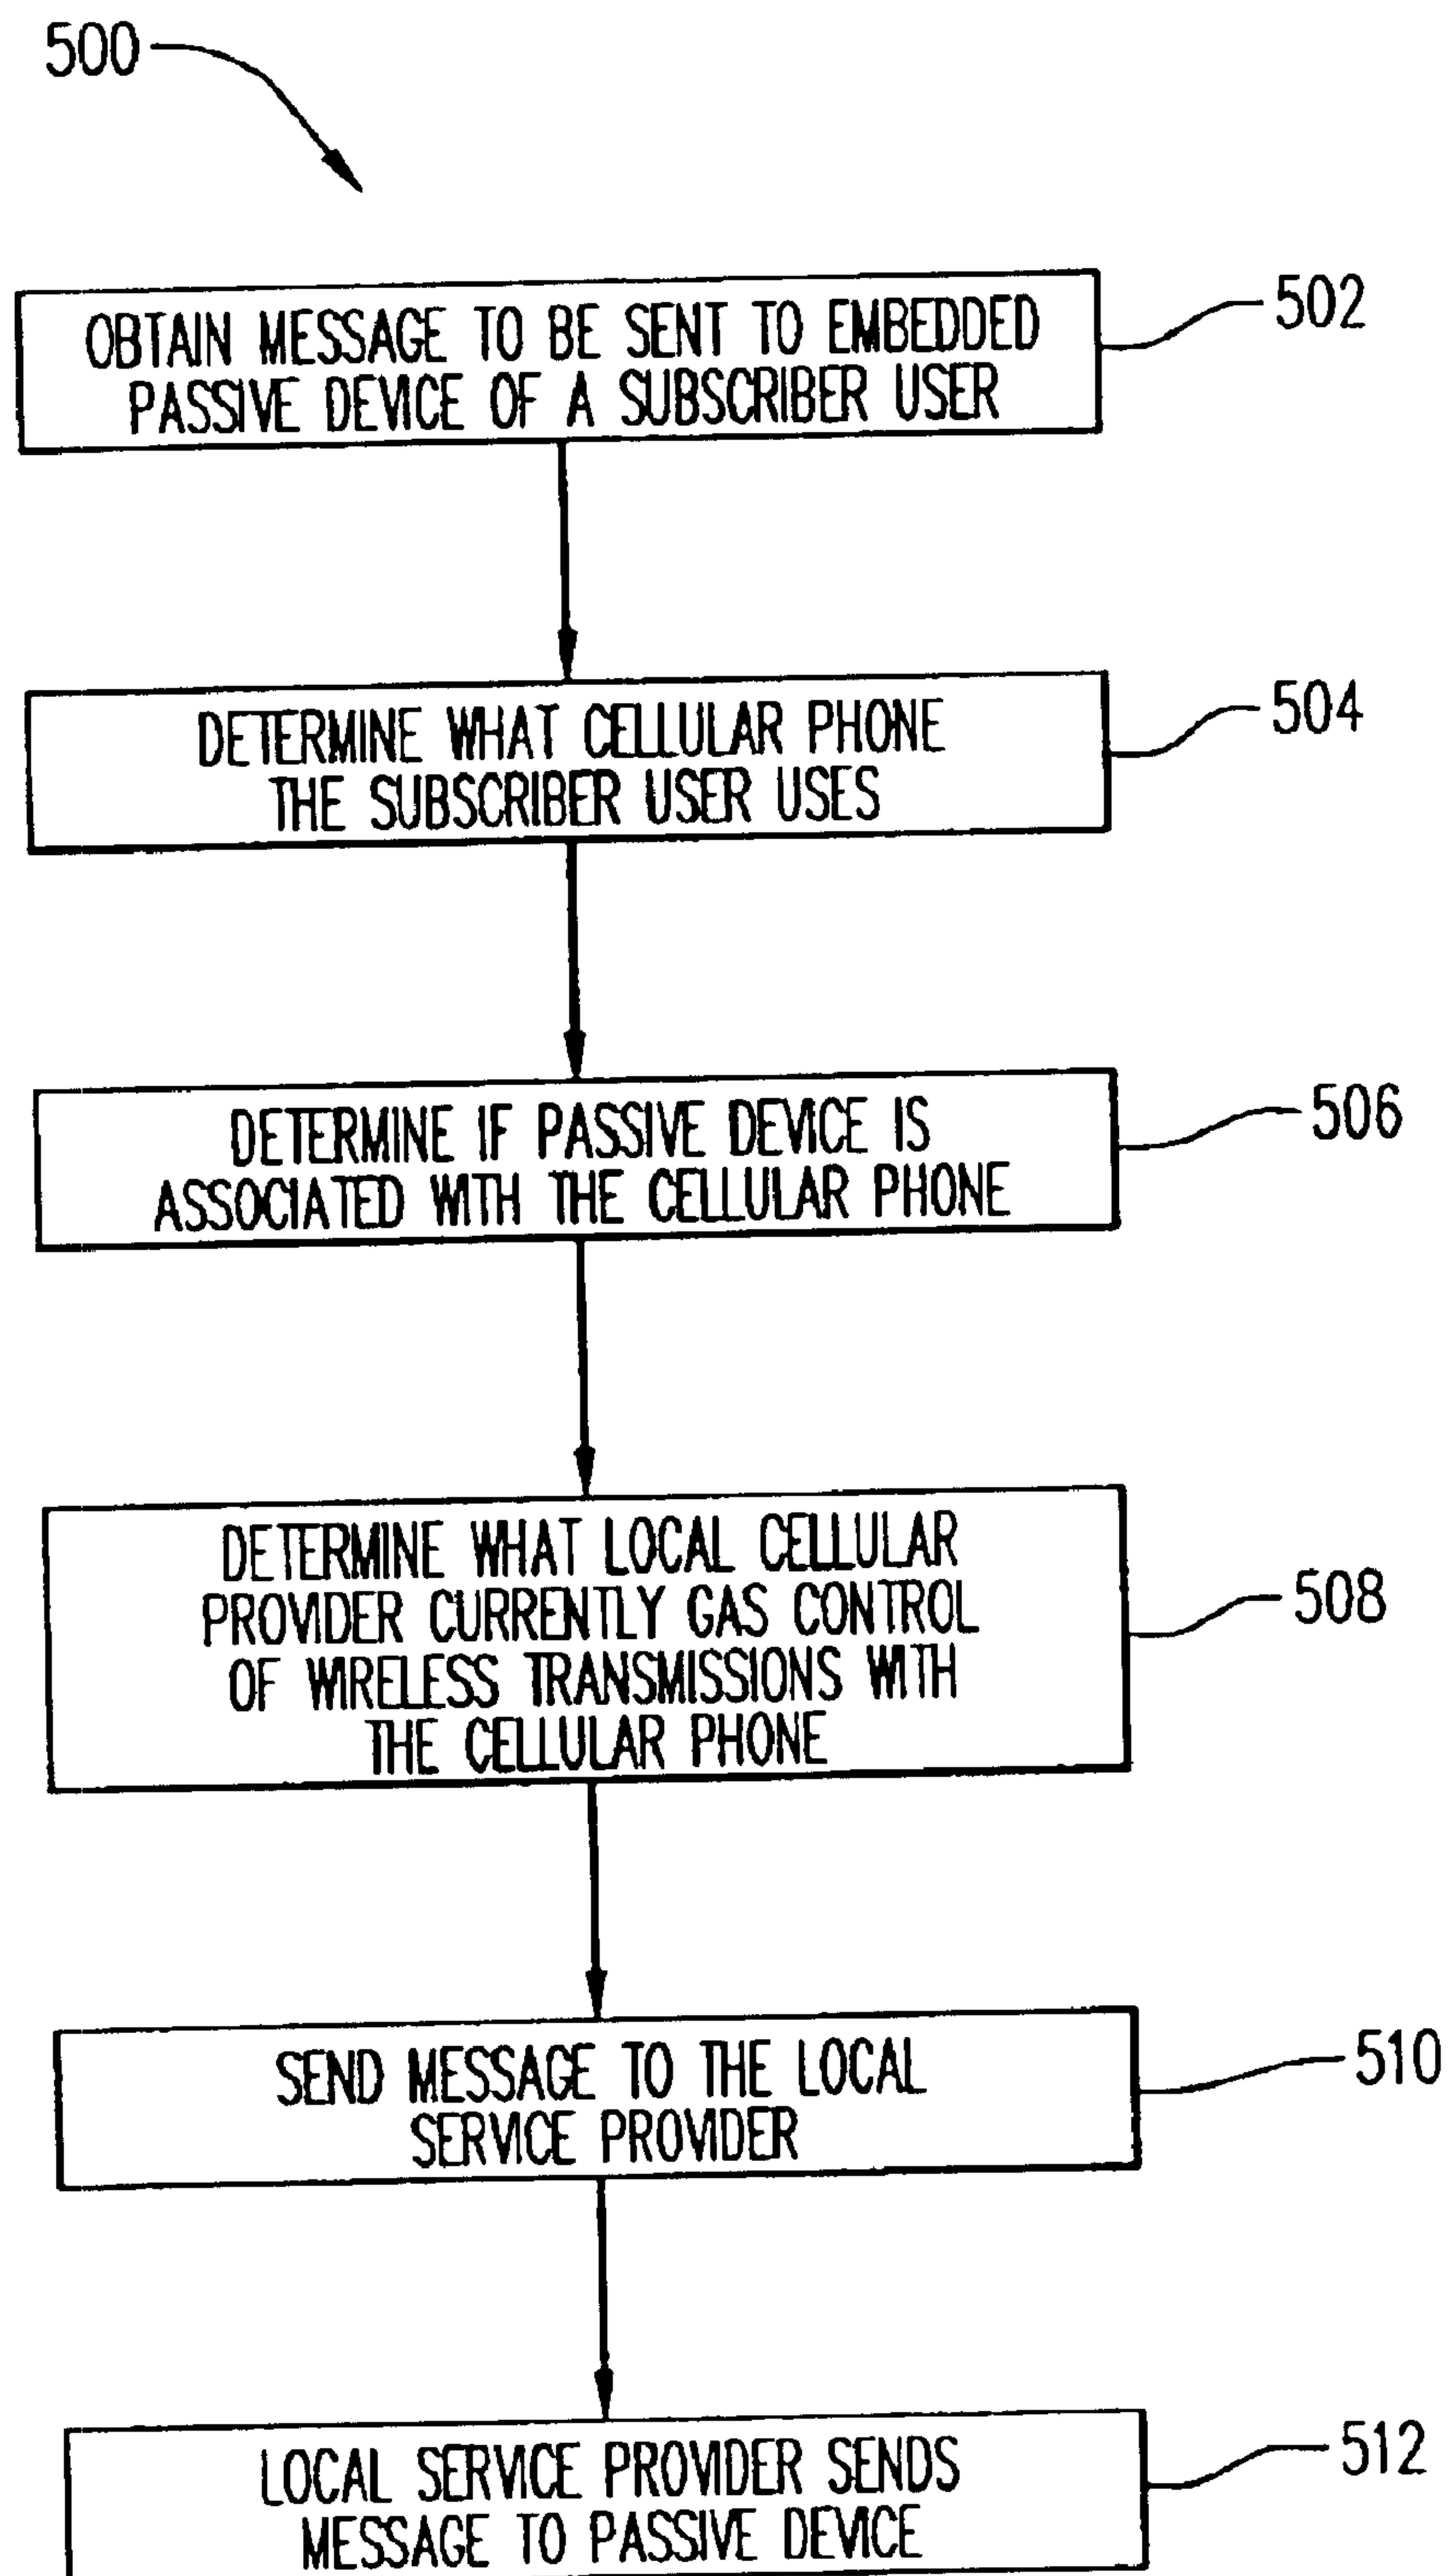 500
OBTAIN MESSAGE TO BE SENT TO EMBEDDED
PASSIVE DEVICE OF A SUBSCRIBER USER
502
DETERMINE WHAT CELLULAR PHONE
THE SUBSCRIBER USER USES
504
DETERMINE IF PASSIVE DEVICE IS
ASSOCIATED WITH THE CELLULAR PHONE
506
DETERMINE WHAT LOCAL CELLULAR
PROVIDER CURRENTLY GAS CONTROL
OF WIRELESS TRANSMISSIONS WITH
THE CELLULAR PHONE
508
SEND MESSAGE TO THE LOCAL
SERVICE PROVIDER
510
LOCAL SERVICE PROVIDER SENDS
MESSAGE TO PASSIVE DEVICE
512